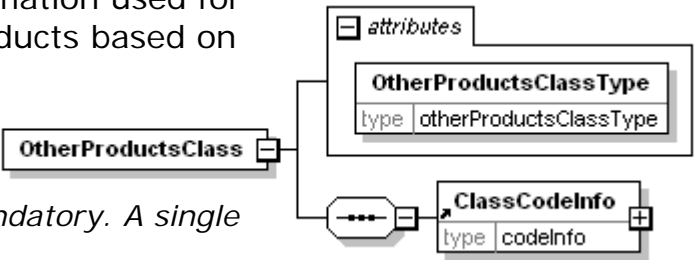 nation used for
ducts based on
ndatory. A single
attributes
OtherProductsClassType
type otherProductsClassType
OtherProductsClass
ClassCodeInfo
type codeInfo